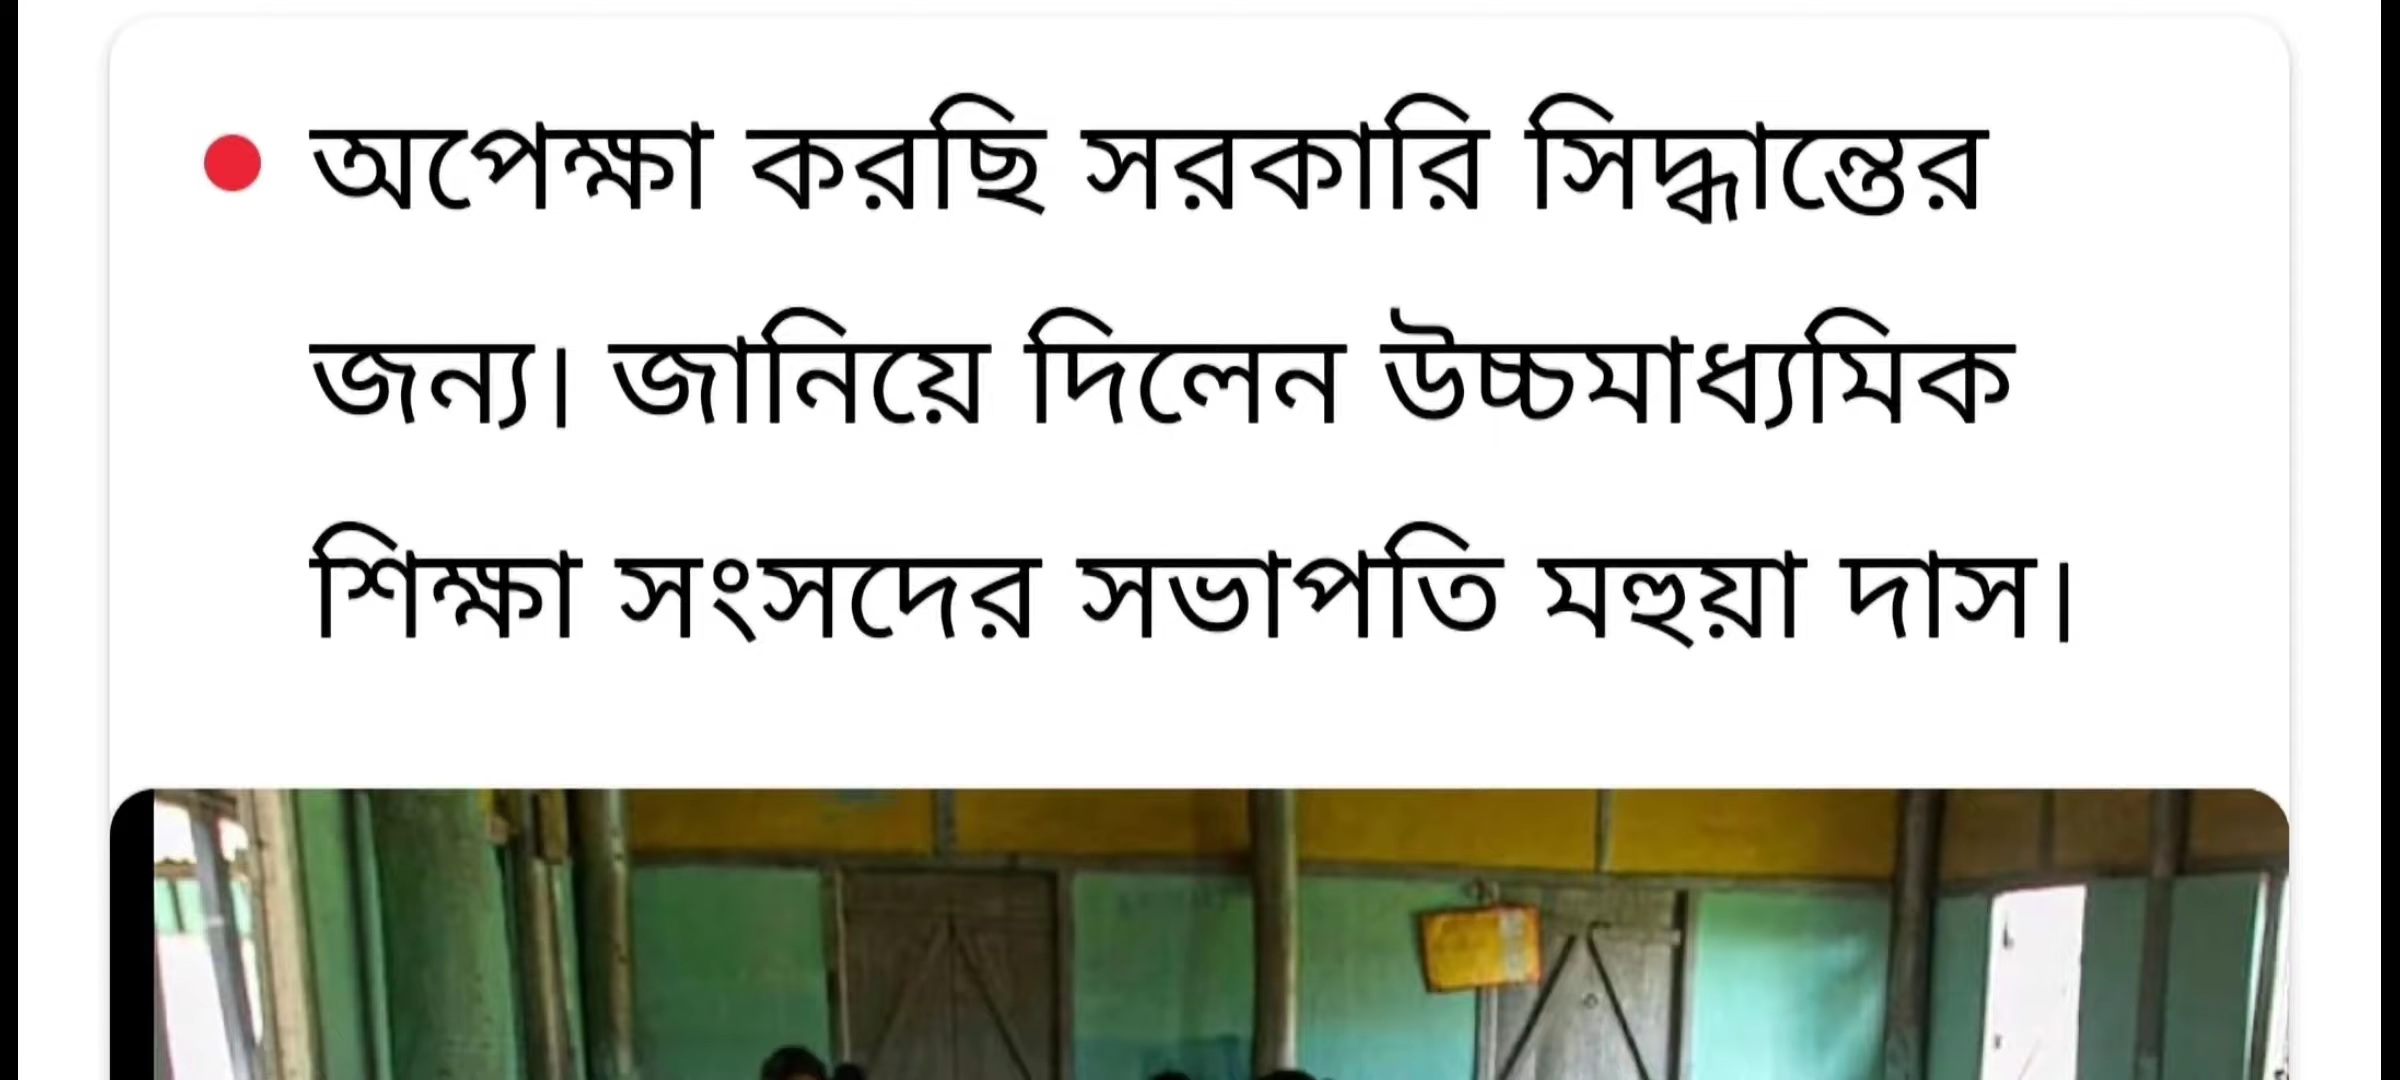 অপেক্ষা করছি সরকারি সিদ্ধান্তের
জন্য। জানিয়ে দিলেন উচ্চমাধ্যমিক
শিক্ষা সংসদের সভাপতি মহুয়া দাস।